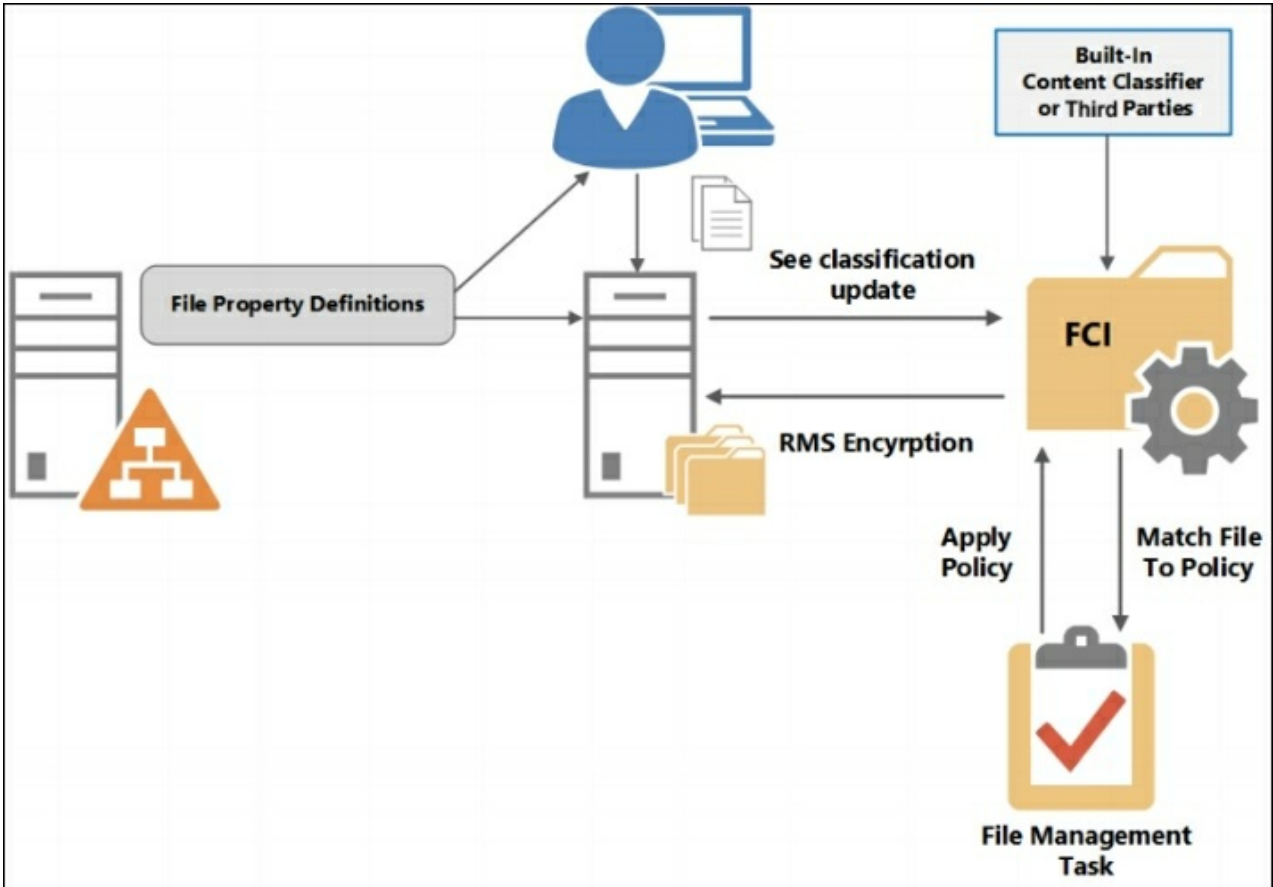 Built-In
Content Classifier
or Third Parties
File Property Definitions
See classification
update
FCI
RMS Encyrption
Apply
Policy
Match File
To Policy
File Management
Task